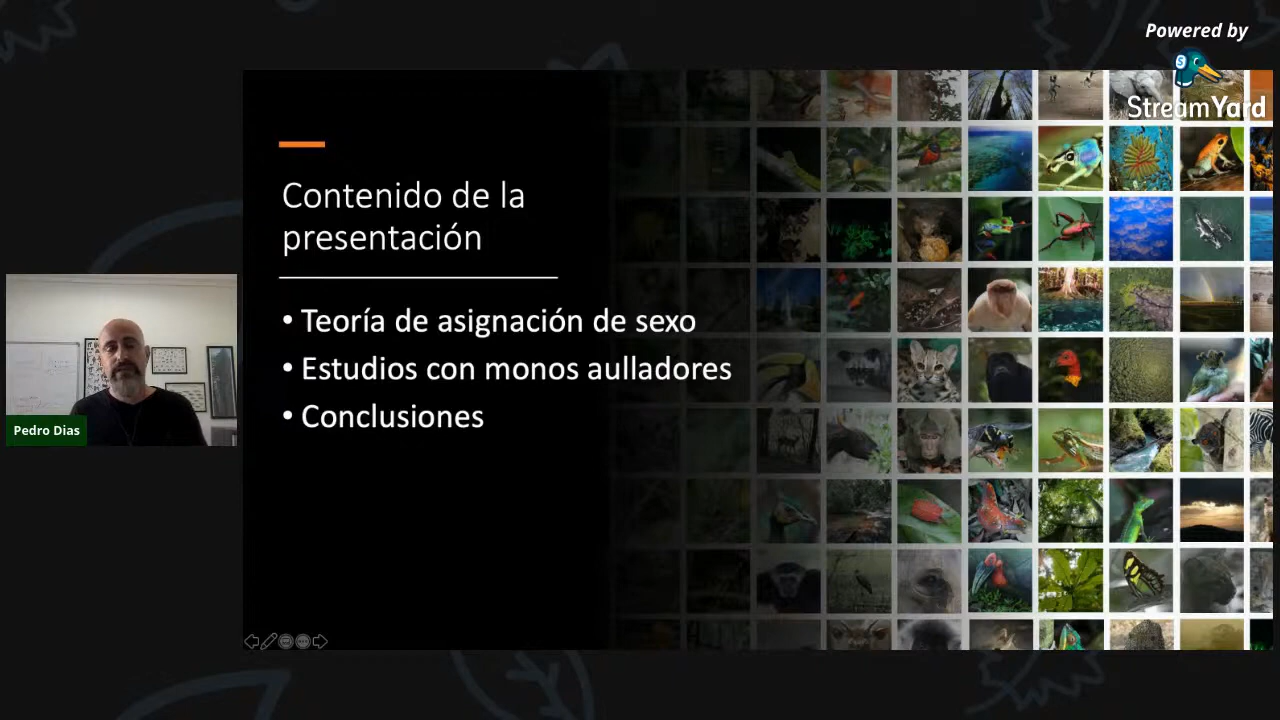 Powered by
StreamYard
Contenido de la
presentación
• Teoría de asignación de sexo
• Estudios con monos aulladores
• Conclusiones
Pedro Dias